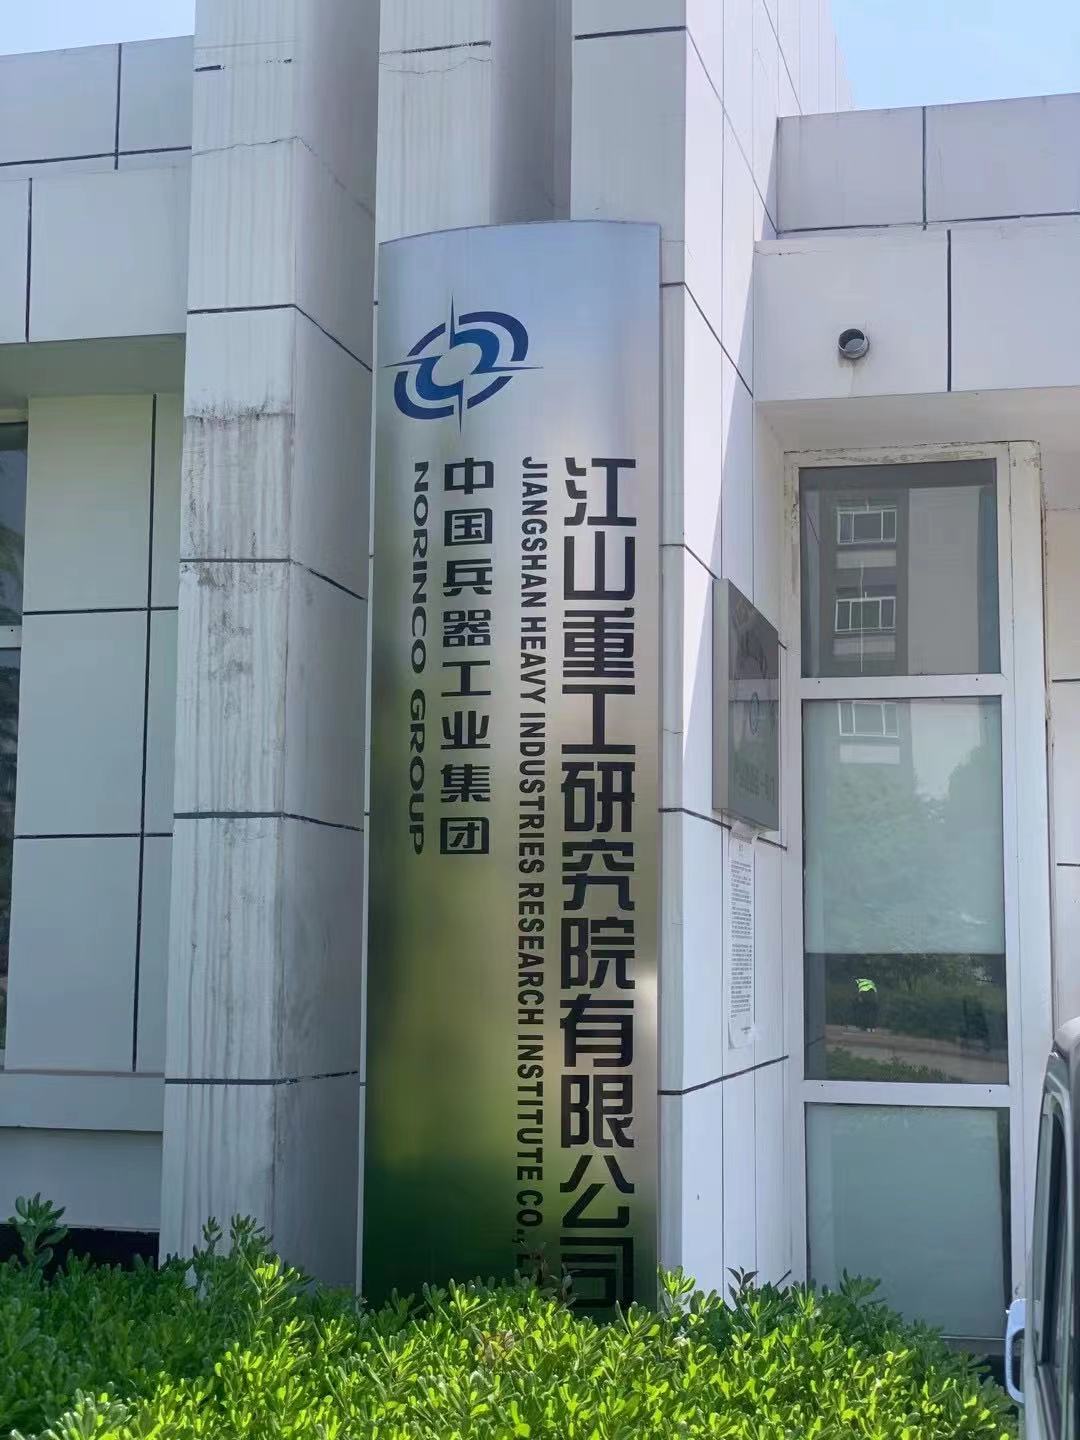 江山重工研究院有限公司
JIANGSHAN HEAVY INDUSTRIES RESEARCH INSTITUTE CO.,
中国兵器工业集团
NORINCO GROUP